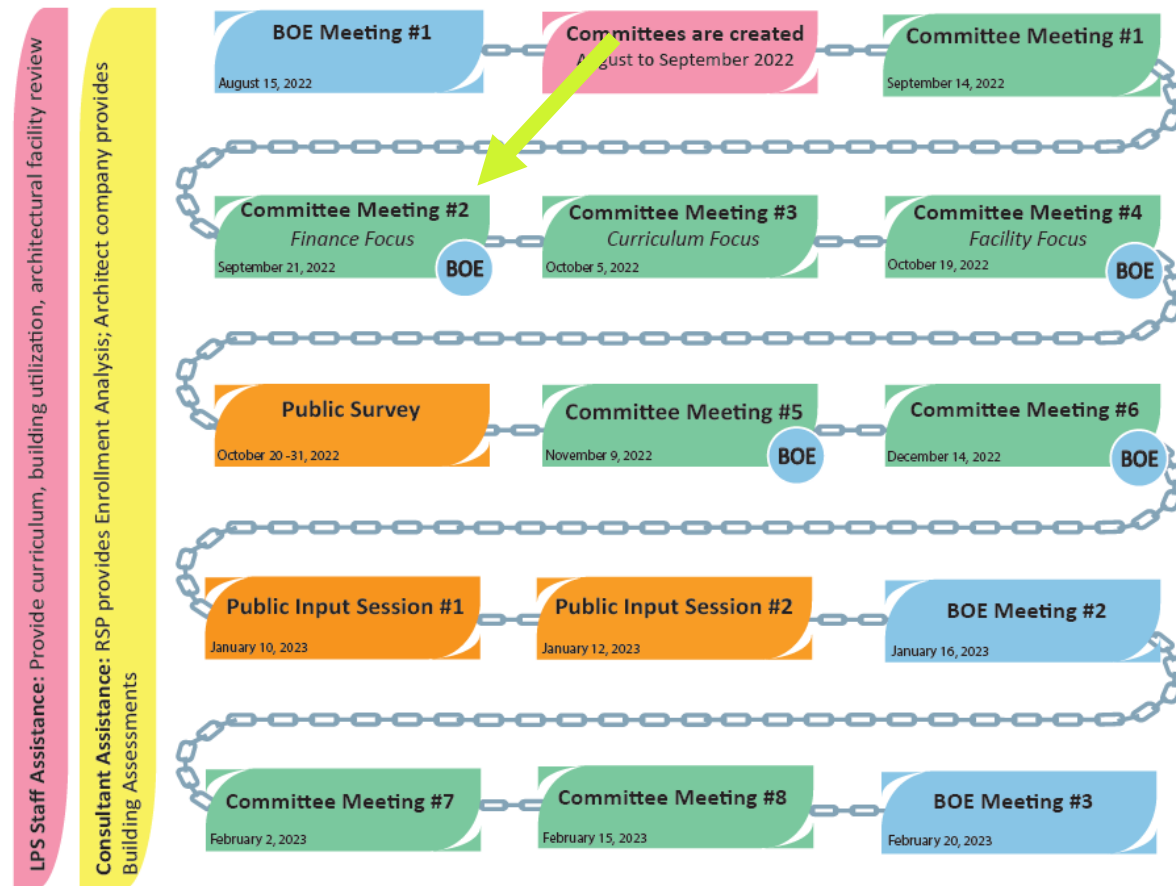 LPS Staff Assistance: Provide curriculum, building utilization, architectural facility review
Consultant Assistance: RSP provides Enrollment Analysis; Architect company provides
Building Assessments
BOE Meeting #1
August 15, 2022
Committees are created
August to September 2022
Committee Meeting #1
September 14, 2022
Committee Meeting #2
Finance Focus
September 21, 2022
BOE
Committee Meeting #3
Curriculum Focus
October 5, 2022
Committee Meeting #4
Facility Focus
October 19, 2022
BOE
Public Survey
October 20 -31, 2022
Committee Meeting #5
November 9, 2022
BOE
Committee Meeting #6
December 14, 2022
BOE
Public Input Session #1
January 10, 2023
Public Input Session #2
January 12, 2023
BOE Meeting #2
January 16, 2023
Committee Meeting #7
February 2, 2023
Committee Meeting #8
February 15, 2023
BOE Meeting #3
February 20, 2023